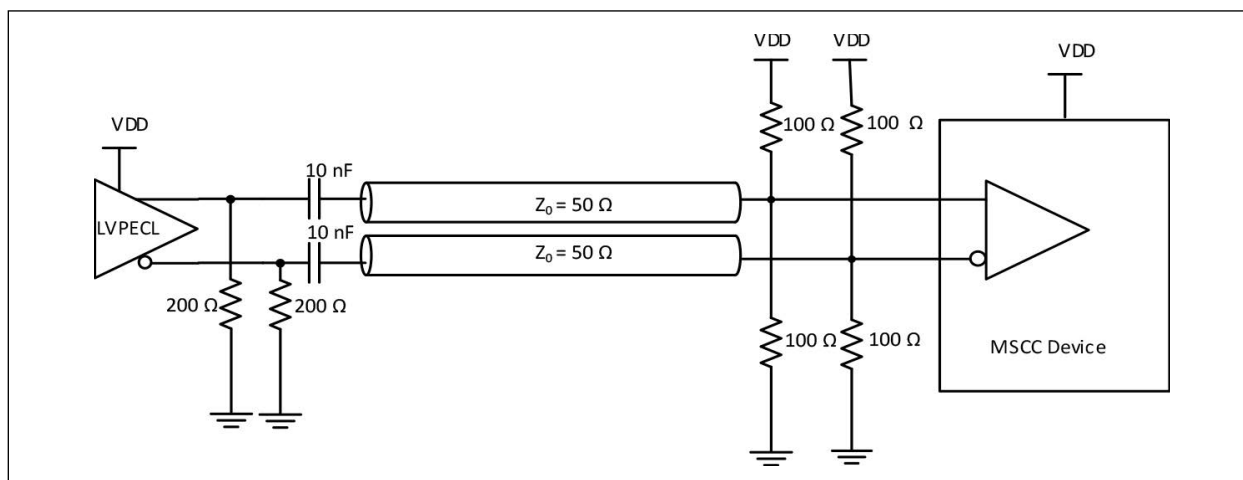 VDD
VDD
VDD
VDD
100 Ω
100 Ω
10 nF
LVPECL
Z₀ = 50 Ω
10 nF
Z₀ = 50 Ω
200 Ω
200 Ω
100 Ω
100 Ω
MSCC Device